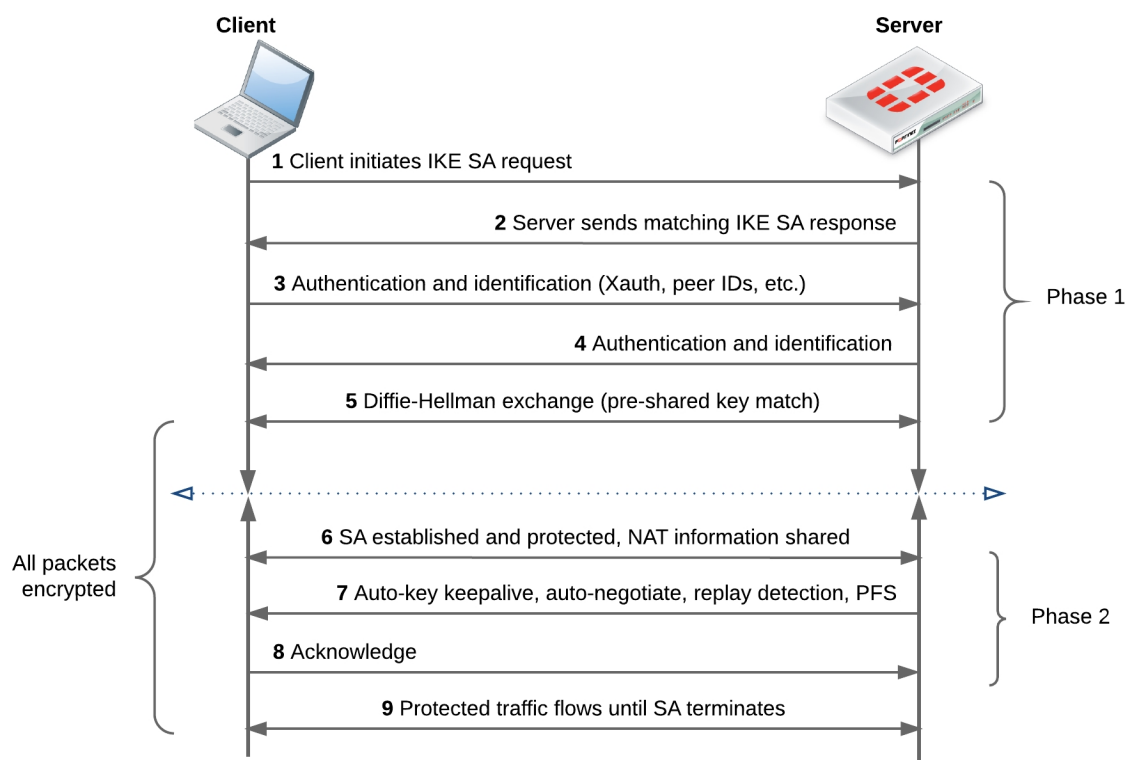 Client
Server
1 Client initiates IKE SA request
2 Server sends matching IKE SA response
3 Authentication and identification (Xauth, peer IDs, etc.)
Phase 1
4 Authentication and identification
5 Diffie-Hellman exchange (pre-shared key match)
6 SA established and protected, NAT information shared
All packets
encrypted
7 Auto-key keepalive, auto-negotiate, replay detection, PFS
Phase 2
8 Acknowledge
9 Protected traffic flows until SA terminates